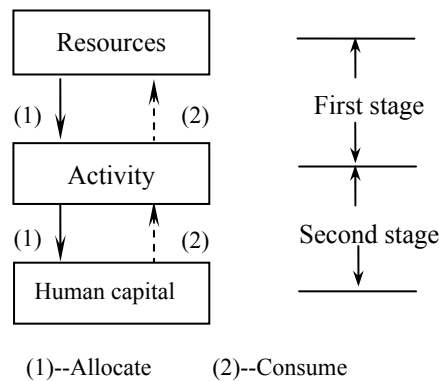 Resources
(1) (2)
First stage
Activity
(1) (2)
Second stage
Human capital
(1)--Allocate (2)--Consume